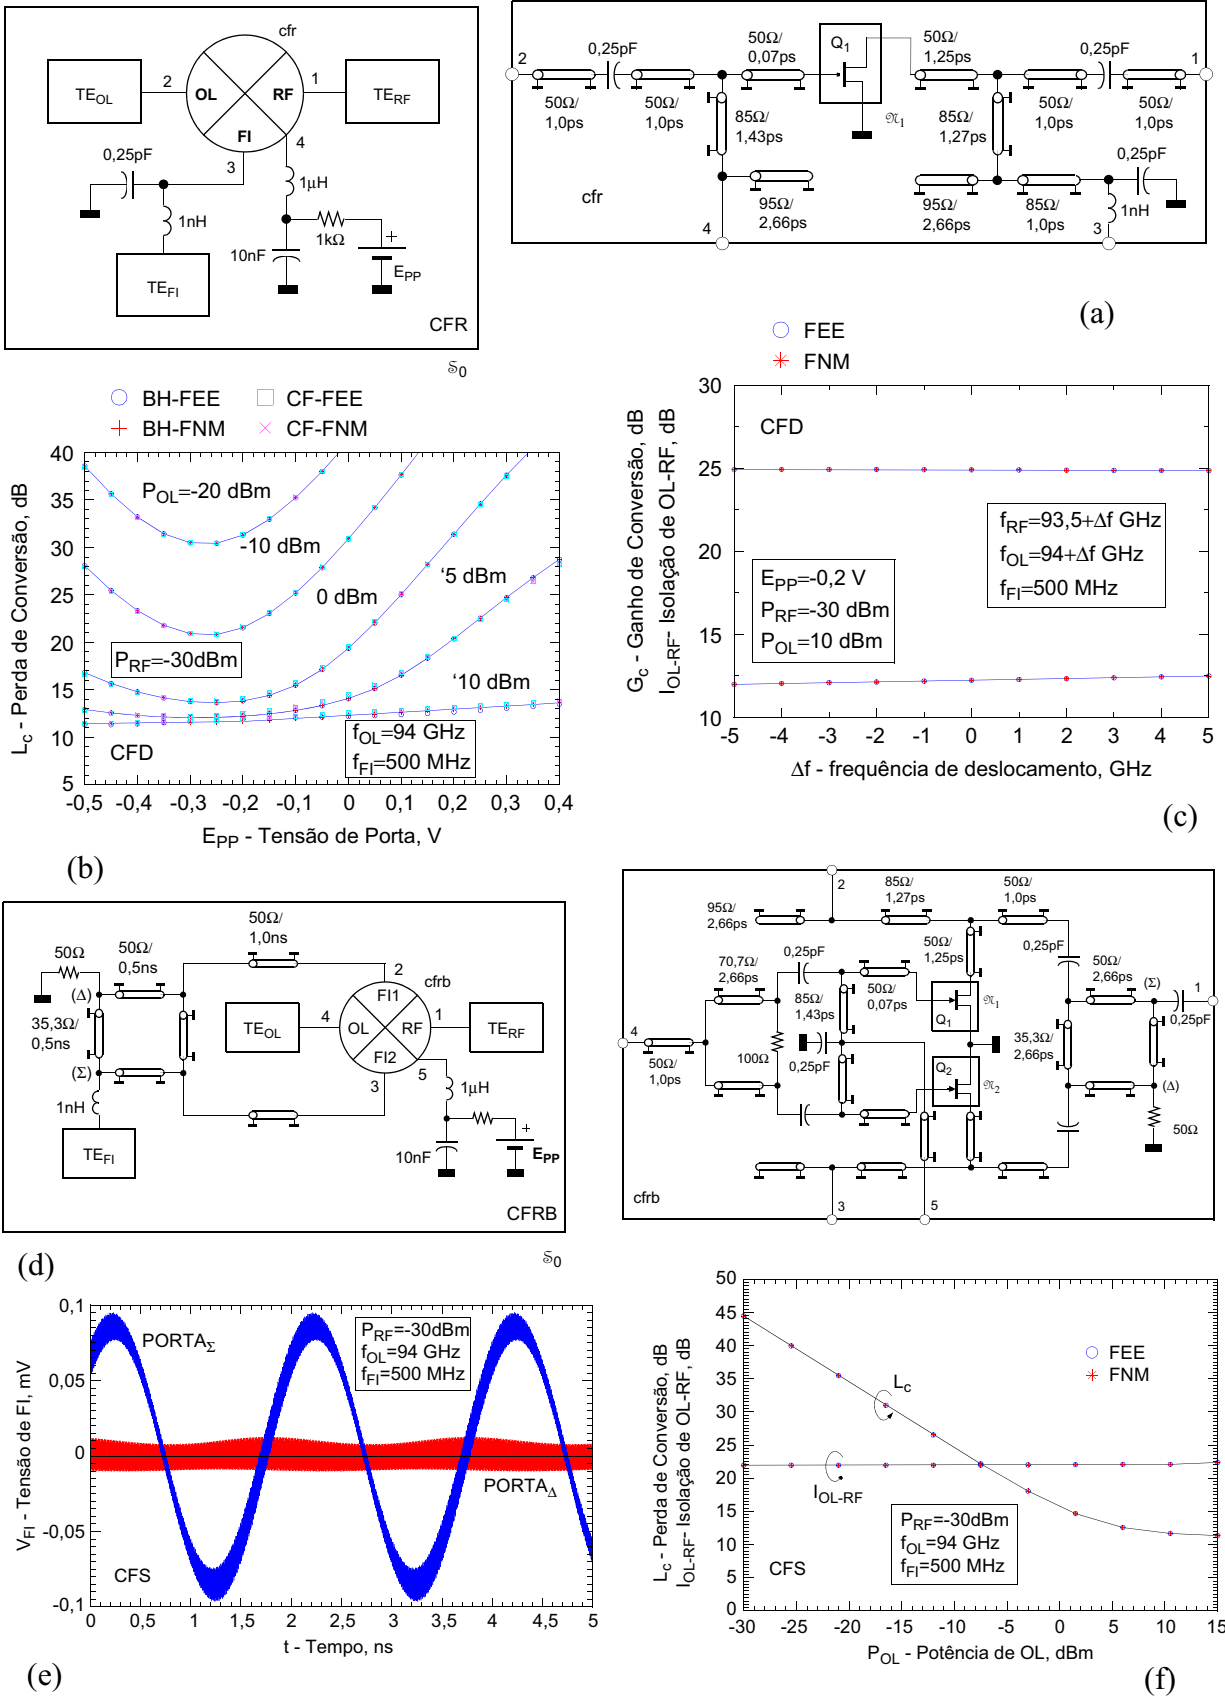 cfr
TE_OL
2
OL
RF
1
TE_RF
FI
0,25pF
3
4
1µH
1nH
1kΩ
+
10nF
E_PP
TE_FI
CFR
𝔖₀
2
0,25pF
50Ω/
0,07ps
Q₁
50Ω/
1,25ps
0,25pF
1
50Ω/
1,0ps
50Ω/
1,0ps
85Ω/
1,43ps
𝔑₁
85Ω/
1,27ps
50Ω/
1,0ps
50Ω/
1,0ps
0,25pF
cfr
4
95Ω/
2,66ps
95Ω/
2,66ps
85Ω/
1,0ps
1nH
3
(a)
BH-FEE
CF-FEE
BH-FNM
CF-FNM
40
35
30
25
20
15
10
5
L_c - Perda de Conversão, dB
P_OL=-20 dBm
-10 dBm
0 dBm
‘5 dBm
‘10 dBm
P_RF=-30dBm
f_OL=94 GHz
f_FI=500 MHz
CFD
-0,5 -0,4 -0,3 -0,2 -0,1 0 0,1 0,2 0,3 0,4
E_PP - Tensão de Porta, V
(b)
FEE
FNM
30
25
20
15
10
G_c - Ganho de Conversão, dB
I_OL-RF- Isolação de OL-RF, dB
CFD
f_RF=93,5+Δf GHz
f_OL=94+Δf GHz
f_FI=500 MHz
E_PP=-0,2 V
P_RF=-30 dBm
P_OL=10 dBm
-5 -4 -3 -2 -1 0 1 2 3 4 5
Δf - frequência de deslocamento, GHz
(c)
50Ω
50Ω/
0,5ns
50Ω/
1,0ns
2
cfrb
(Δ)
FI1
35,3Ω/
0,5ns
TE_OL
4
OL
RF
1
TE_RF
FI2
(Σ)
3
5
1nH
1µH
+
TE_FI
10nF
E_PP
CFRB
(d)
𝔖₀
2
95Ω/
2,66ps
85Ω/
1,27ps
50Ω/
1,0ps
0,25pF
70,7Ω/
2,66ps
0,25pF
50Ω/
1,25ps
50Ω/
2,66ps
(Σ)
1
85Ω/
1,43ps
50Ω/
0,07ps
𝔑₁
Q₁
0,25pF
4
50Ω/
1,0ps
100Ω
0,25pF
35,3Ω/
2,66ps
Q₂
𝔑₂
(Δ)
50Ω
cfrb
3
5
0,1
0,05
0
-0,05
-0,1
V_FI - Tensão de FI, mV
PORTA_Σ
P_RF=-30dBm
f_OL=94 GHz
f_FI=500 MHz
PORTA_Δ
CFS
0 0,5 1 1,5 2 2,5 3 3,5 4 4,5 5
t - Tempo, ns
(e)
50
45
40
35
30
25
20
15
10
5
0
L_c - Perda de Conversão, dB
I_OL-RF- Isolação de OL-RF, dB
FEE
FNM
L_c
I_OL-RF
P_RF=-30dBm
f_OL=94 GHz
f_FI=500 MHz
CFS
-30 -25 -20 -15 -10 -5 0 5 10 15
P_OL - Potência de OL, dBm
(f)